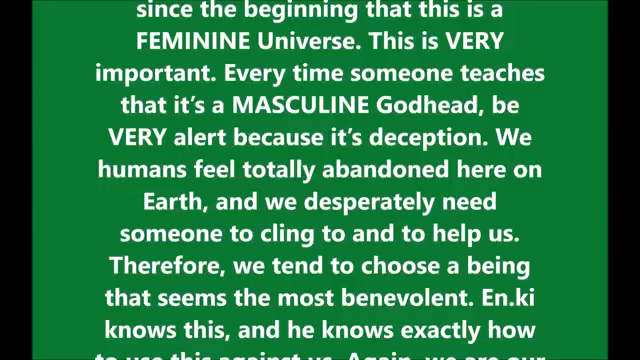 since the beginning that this is a
FEMININE Universe. This is VERY
important. Every time someone teaches
that it's a MASCULINE Godhead, be
VERY alert because it's deception. We
humans feel totally abandoned here on
Earth, and we desperately need
someone to cling to and to help us.
Therefore, we tend to choose a being
that seems the most benevolent. En.ki
knows this, and he knows exactly how
to use this against us. Again, we are our